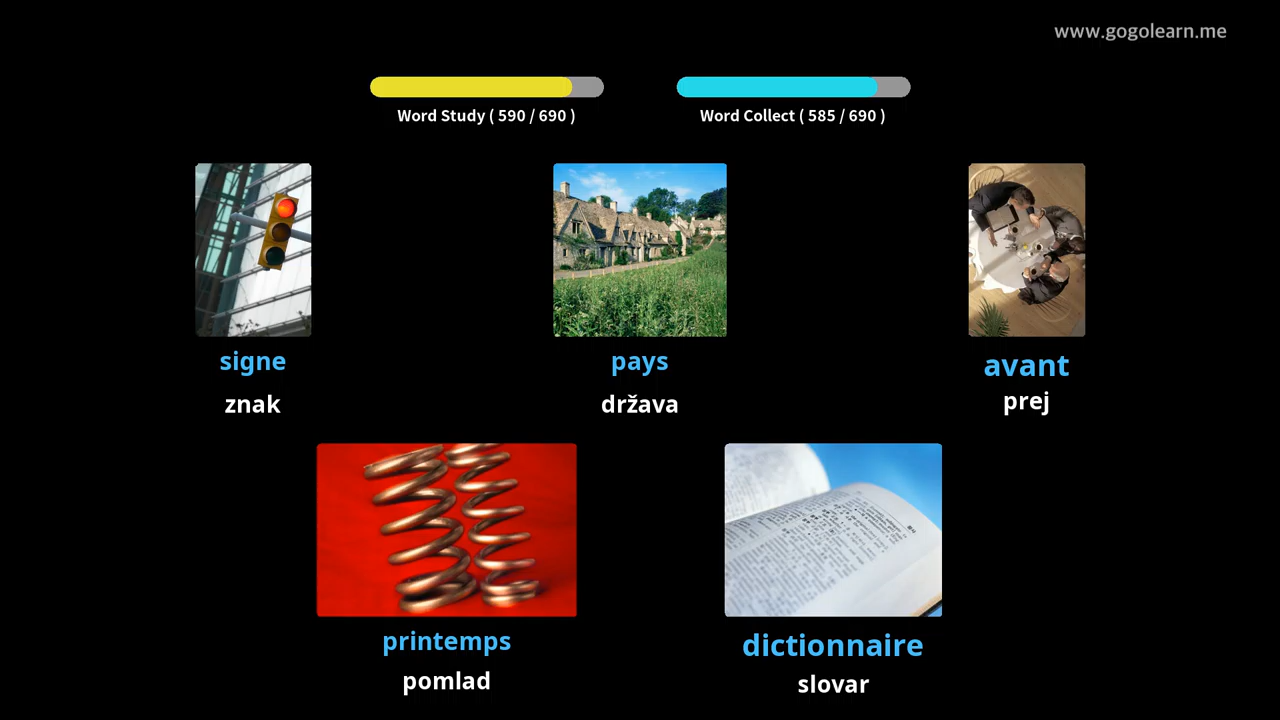 www.gogolearn.me
Word Study ( 590 / 690 )
Word Collect ( 585 / 690 )
signe
znak
pays
država
avant
prej
printemps
pomlad
dictionnaire
slovar